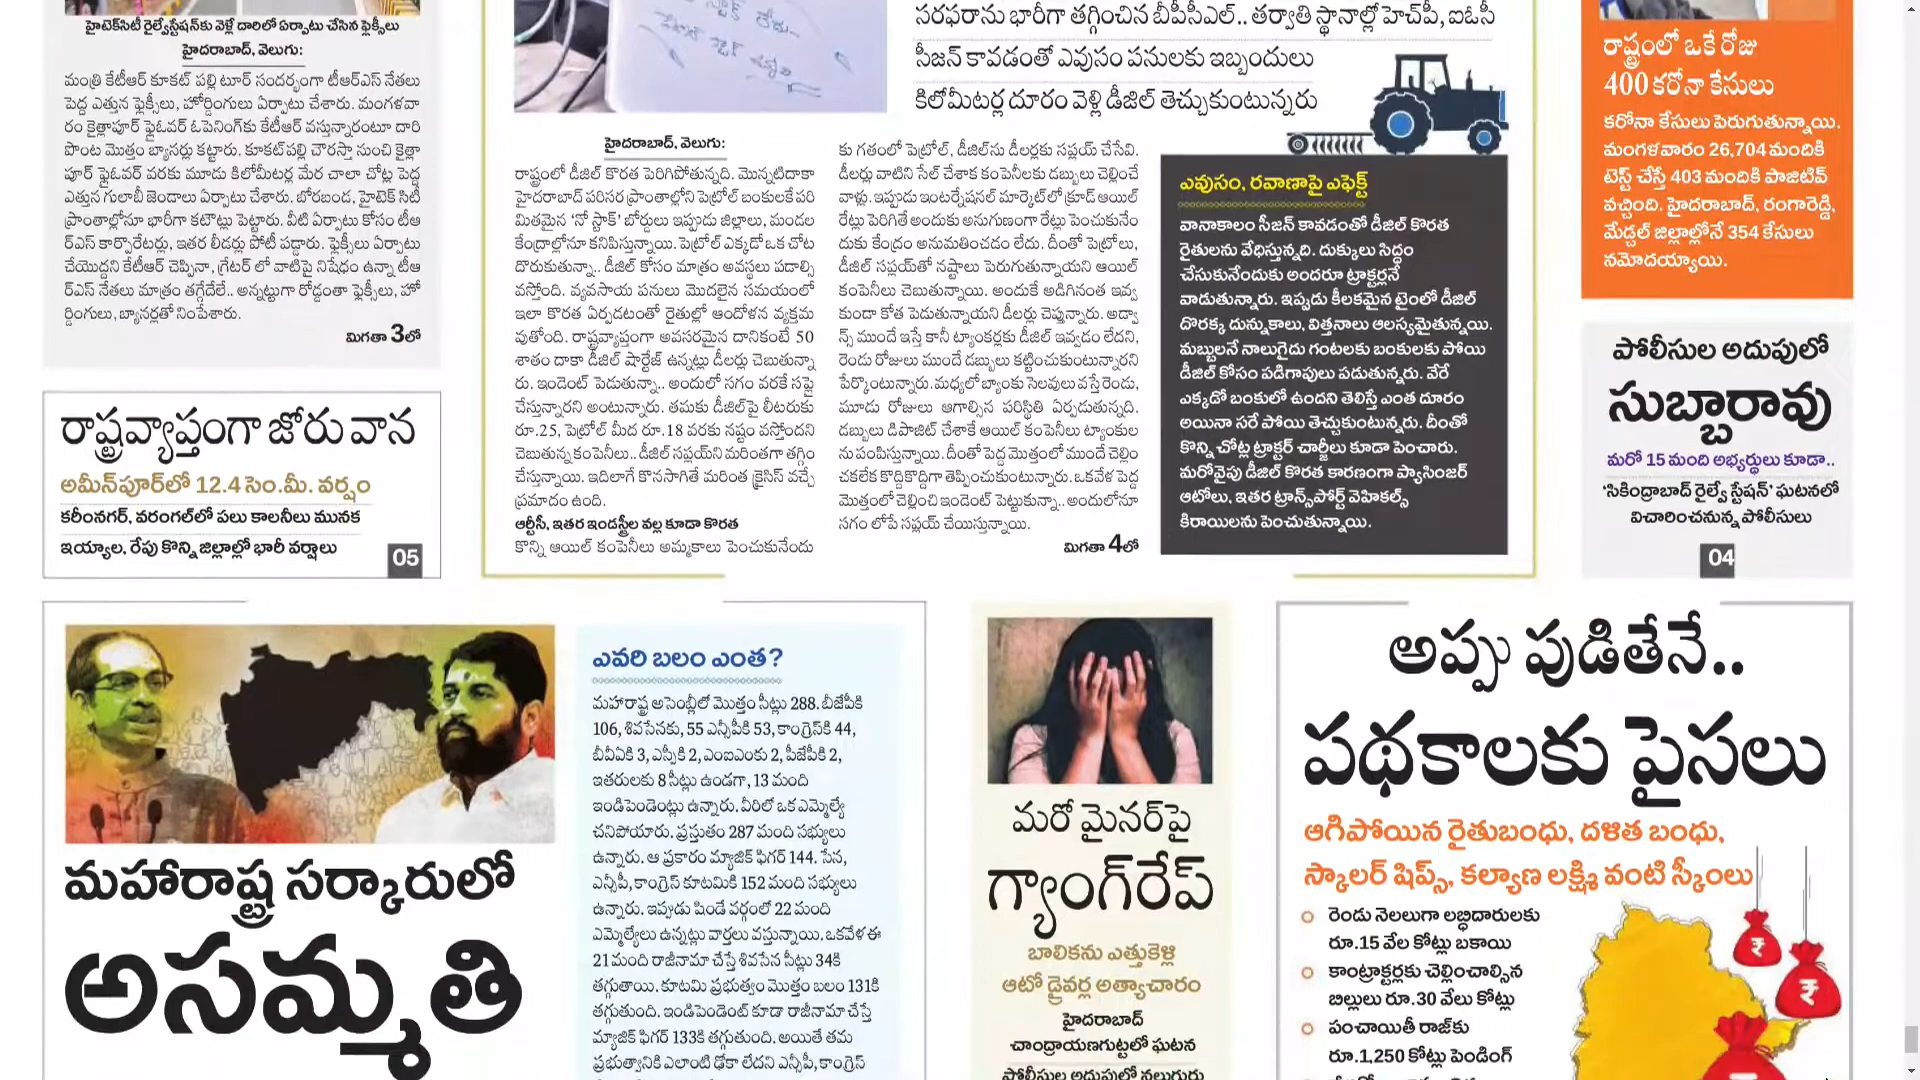 హైటెక్‌సిటీ రైల్వేస్టేషన్‌కు వెళ్లే దారిలో ఏర్పాటు చేసిన ఫ్లెక్సీలు
హైదరాబాద్, వెలుగు:
మంత్రి కేటీఆర్ కూకట్ పల్లి టూర్ సందర్భంగా టీఆర్ఎస్ నేతలు
పెద్ద ఎత్తున ఫ్లెక్సీలు, హోర్డింగులు ఏర్పాటు చేశారు. మంగళవా
రం కైత్లాపూర్ ఫ్లైఓవర్ ఓపెనింగ్‌కు కేటీఆర్ వస్తున్నారంటూ దారి
పొంట మొత్తం బ్యానర్లు కట్టారు. కూకట్‌పల్లి చౌరస్తా నుంచి కైత్లా
పూర్ ఫ్లైఓవర్ వరకు మూడు కిలోమీటర్ల మేర చాలా చోట్ల పెద్ద
ఎత్తున గులాబీ జెండాలు ఏర్పాటు చేశారు. బోరబండ, హైటెక్ సిటీ
ప్రాంతాల్లోనూ భారీగా కటౌట్లు పెట్టారు. వీటి ఏర్పాటు కోసం టీఆ
ర్ఎస్ కార్పొరేటర్లు, ఇతర లీడర్లు పోటీ పడ్డారు. ఫ్లెక్సీలు ఏర్పాటు
చేయొద్దని కేటీఆర్ చెప్పినా, గ్రేటర్ లో వాటిపై నిషేధం ఉన్నా టీఆ
ర్ఎస్ నేతలు మాత్రం తగ్గేదేలే.. అన్నట్టుగా రోడ్డంతా ఫ్లెక్సీలు, హో
ర్డింగులు, బ్యానర్లతో నింపేశారు.
మిగతా 3లో
రాష్ట్రవ్యాప్తంగా జోరు వాన
అమీన్‌పూర్‌లో 12.4 సెం.మీ. వర్షం
కరీంనగర్, వరంగల్‌లో పలు కాలనీలు మునక
ఇయ్యాల, రేపు కొన్ని జిల్లాల్లో భారీ వర్షాలు
05
సరఫరాను భారీగా తగ్గించిన బీపీసీఎల్.. తర్వాతి స్థానాల్లో హెచ్‌పీ, ఐఓసీ
సీజన్ కావడంతో ఎవుసం పనులకు ఇబ్బందులు
కిలోమీటర్ల దూరం వెళ్లి డీజిల్ తెచ్చుకుంటున్నరు
హైదరాబాద్, వెలుగు:
రాష్ట్రంలో డీజిల్ కొరత పెరిగిపోతున్నది. మొన్నటిదాకా
హైదరాబాద్ పరిసర ప్రాంతాల్లోని పెట్రోల్ బంకులకే పరి
మితమైన ‘నో స్టాక్’ బోర్డులు ఇప్పుడు జిల్లాలు, మండల
కేంద్రాల్లోనూ కనిపిస్తున్నాయి. పెట్రోల్ ఎక్కడో ఒక చోట
దొరుకుతున్నా.. డీజిల్ కోసం మాత్రం అవస్థలు పడాల్సి
వస్తోంది. వ్యవసాయ పనులు మొదలైన సమయంలో
ఇలా కొరత ఏర్పడటంతో రైతుల్లో ఆందోళన వ్యక్తమ
వుతోంది. రాష్ట్రవ్యాప్తంగా అవసరమైన దానికంటే 50
శాతం దాకా డీజిల్ షార్టేజ్ ఉన్నట్లు డీలర్లు చెబుతున్నా
రు. ఇండెంట్ పెడుతున్నా.. అందులో సగం వరకే సప్లై
చేస్తున్నారని అంటున్నారు. తమకు డీజిల్‌పై లీటరుకు
రూ.25, పెట్రోల్ మీద రూ.18 వరకు నష్టం వస్తోందని
చెబుతున్న కంపెనీలు.. డీజిల్ సప్లయ్‌ని మరింతగా తగ్గిం
చేస్తున్నాయి. ఇదిలాగే కొనసాగితే మరింత క్రైసిస్ వచ్చే
ప్రమాదం ఉంది.
ఆర్టీసీ, ఇతర ఇండస్ట్రీల వల్ల కూడా కొరత
కొన్ని ఆయిల్ కంపెనీలు అమ్మకాలు పెంచుకునేందు
కు గతంలో పెట్రోల్, డీజిల్‌ను డీలర్లకు సప్లయ్ చేసేవి.
డీలర్లు వాటిని సేల్ చేశాక కంపెనీలకు డబ్బులు చెల్లించే
వాళ్లు. ఇప్పుడు ఇంటర్నేషనల్ మార్కెట్‌లో క్రూడ్ ఆయిల్
రేట్లు పెరిగితే అందుకు అనుగుణంగా రేట్లు పెంచుకునేం
దుకు కేంద్రం అనుమతించడం లేదు. దీంతో పెట్రోలు,
డీజిల్ సప్లయ్‌తో నష్టాలు పెరుగుతున్నాయని ఆయిల్
కంపెనీలు చెబుతున్నాయి. అందుకే అడిగినంత ఇవ్వ
కుండా కోత పెడుతున్నాయని డీలర్లు చెప్తున్నారు. అడ్వా
న్స్ ముందే ఇస్తే కానీ ట్యాంకర్లకు డీజిల్ ఇవ్వడం లేదని,
రెండు రోజులు ముందే డబ్బులు కట్టించుకుంటున్నారని
పేర్కొంటున్నారు. మధ్యలో బ్యాంకు సెలవులు వస్తే రెండు,
మూడు రోజులు ఆగాల్సిన పరిస్థితి ఏర్పడుతున్నది.
డబ్బులు డిపాజిట్ చేశాకే ఆయిల్ కంపెనీలు ట్యాంకుల
ను పంపిస్తున్నాయి. దీంతో పెద్ద మొత్తంలో ముందే చెల్లిం
చకలేక కొద్దికొద్దిగా తెప్పించుకుంటున్నారు. ఒకవేళ పెద్ద
మొత్తంలో చెల్లించి ఇండెంట్ పెట్టుకున్నా.. అందులోనూ
సగం లోపే సప్లయ్ చేయిస్తున్నాయి.
మిగతా 4లో
ఎవుసం, రవాణాపై ఎఫెక్ట్
వానాకాలం సీజన్ కావడంతో డీజిల్ కొరత
రైతులను వేధిస్తున్నది. దుక్కులు సిద్ధం
చేసుకునేందుకు అందరూ ట్రాక్టర్లనే
వాడుతున్నారు. ఇప్పుడు కీలకమైన టైంలో డీజిల్
దొరక్క దున్నుకాలు, విత్తనాలు ఆలస్యమైతున్నయి.
మబ్బులనే నాలుగైదు గంటలకు బంకులకు పోయి
డీజిల్ కోసం పడిగాపులు పడుతున్నరు. వేరే
ఎక్కడో బంకులో ఉందని తెలిస్తే ఎంత దూరం
అయినా సరే పోయి తెచ్చుకుంటున్నరు. దీంతో
కొన్ని చోట్ల ట్రాక్టర్ చార్జీలు కూడా పెంచారు.
మరోవైపు డీజిల్ కొరత కారణంగా ప్యాసింజర్
ఆటోలు, ఇతర ట్రాన్స్‌పోర్ట్ వెహికల్స్
కిరాయిలను పెంచుతున్నాయి.
రాష్ట్రంలో ఒకే రోజు
400 కరోనా కేసులు
కరోనా కేసులు పెరుగుతున్నాయి.
మంగళవారం 26,704 మందికి
టెస్ట్ చేస్తే 403 మందికి పాజిటివ్
వచ్చింది. హైదరాబాద్, రంగారెడ్డి,
మేడ్చల్ జిల్లాల్లోనే 354 కేసులు
నమోదయ్యాయి.
పోలీసుల అదుపులో
సుబ్బారావు
మరో 15 మంది అభ్యర్థులు కూడా..
‘సికింద్రాబాద్ రైల్వే స్టేషన్’ ఘటనలో
విచారించనున్న పోలీసులు
04
మహారాష్ట్ర సర్కారులో
అసమ్మతి
ఎవరి బలం ఎంత?
మహారాష్ట్ర అసెంబ్లీలో మొత్తం సీట్లు 288. బీజేపీకి
106, శివసేనకు, 55 ఎన్సీపీకి 53, కాంగ్రెస్‌కి 44,
బీవీఏకి 3, ఎస్పీకి 2, ఎంఐఎంకు 2, పీజేపీకి 2,
ఇతరులకు 8 సీట్లు ఉండగా, 13 మంది
ఇండిపెండెంట్లు ఉన్నారు. వీరిలో ఒక ఎమ్మెల్యే
చనిపోయారు. ప్రస్తుతం 287 మంది సభ్యులు
ఉన్నారు. ఆ ప్రకారం మ్యాజిక్ ఫిగర్ 144. సేన,
ఎన్సీపీ, కాంగ్రెస్ కూటమికి 152 మంది సభ్యులు
ఉన్నారు. ఇప్పుడు షిండే వర్గంలో 22 మంది
ఎమ్మెల్యేలు ఉన్నట్లు వార్తలు వస్తున్నాయి. ఒకవేళ ఈ
21 మంది రాజీనామా చేస్తే శివసేన సీట్లు 34కి
తగ్గుతాయి. కూటమి ప్రభుత్వం మొత్తం బలం 131కి
తగ్గుతుంది. ఇండిపెండెంట్ కూడా రాజీనామా చేస్తే
మ్యాజిక్ ఫిగర్ 133కి తగ్గుతుంది. అయితే తమ
ప్రభుత్వానికి ఎలాంటి ఢోకా లేదని ఎన్సీపీ, కాంగ్రెస్
మరో మైనర్‌పై
గ్యాంగ్‌రేప్
బాలికను ఎత్తుకెళ్లి
ఆటో డ్రైవర్ల అత్యాచారం
హైదరాబాద్
చాంద్రాయణగుట్టలో ఘటన
పోలీసుల అదుపులో నలుగురు
అప్పు పుడితేనే..
పథకాలకు పైసలు
ఆగిపోయిన రైతుబంధు, దళిత బంధు,
స్కాలర్ షిప్స్, కల్యాణ లక్ష్మి వంటి స్కీంలు
రెండు నెలలుగా లబ్ధిదారులకు
రూ.15 వేల కోట్లు బకాయి
కాంట్రాక్టర్లకు చెల్లించాల్సిన
బిల్లులు రూ.30 వేలు కోట్లు
పంచాయితీ రాజ్‌కు
రూ.1,250 కోట్లు పెండింగ్